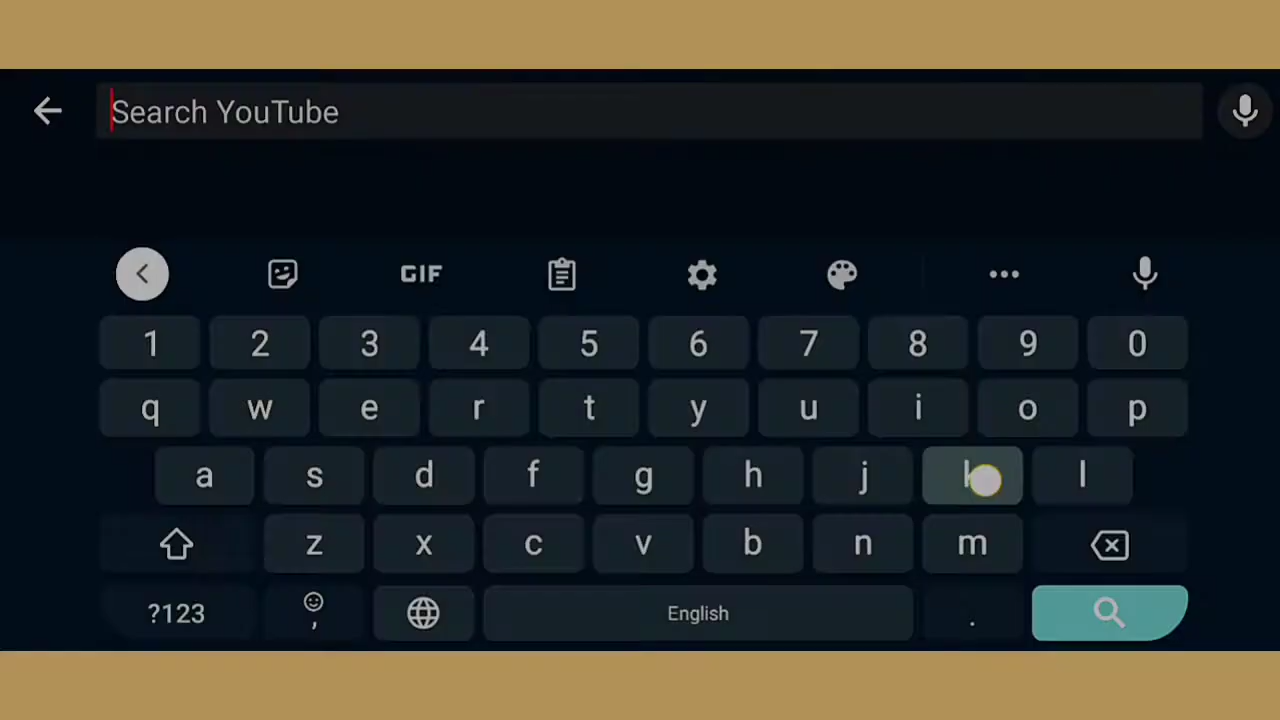 Search YouTube
GIF
1 2 3 4 5 6 7 8 9 0
q w e r t y u i o p
a s d f g h j k l
z x c v b n m
?123 , English .